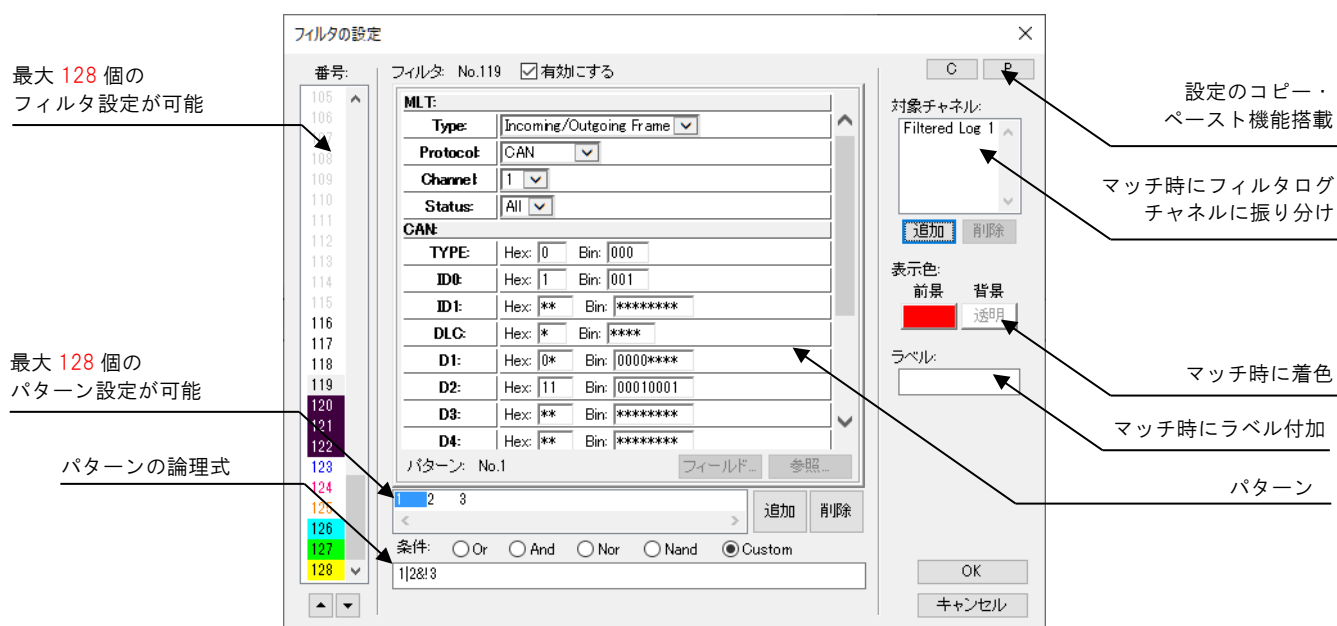 フィルタの設定
最大 128 個の
フィルタ設定が可能
番号:
105
106
107
108
109
110
111
112
113
114
115
116
117
118
119
120
121
122
123
124
125
126
127
128
フィルタ: No.119 有効にする
MLT:
Type: Incoming/Outgoing Frame
Protocol: CAN
Channel: 1
Status: All
CAN:
TYPE: Hex: 0 Bin: 000
ID0: Hex: 1 Bin: 001
ID1: Hex: ** Bin: ********
DLC: Hex: * Bin: ****
D1: Hex: 0* Bin: 0000****
D2: Hex: 11 Bin: 00010001
D3: Hex: ** Bin: ********
D4: Hex: ** Bin: ********
パターン: No.1 フィールド... 参照...
1 2 3
追加 削除
条件: Or And Nor Nand Custom
1|2&!3
C P
対象チャネル:
Filtered Log 1
追加 削除
表示色:
前景 背景
透明
ラベル:
OK
キャンセル
最大 128 個の
パターン設定が可能
パターンの論理式
設定のコピー・
ペースト機能搭載
マッチ時にフィルタログ
チャネルに振り分け
マッチ時に着色
マッチ時にラベル付加
パターン